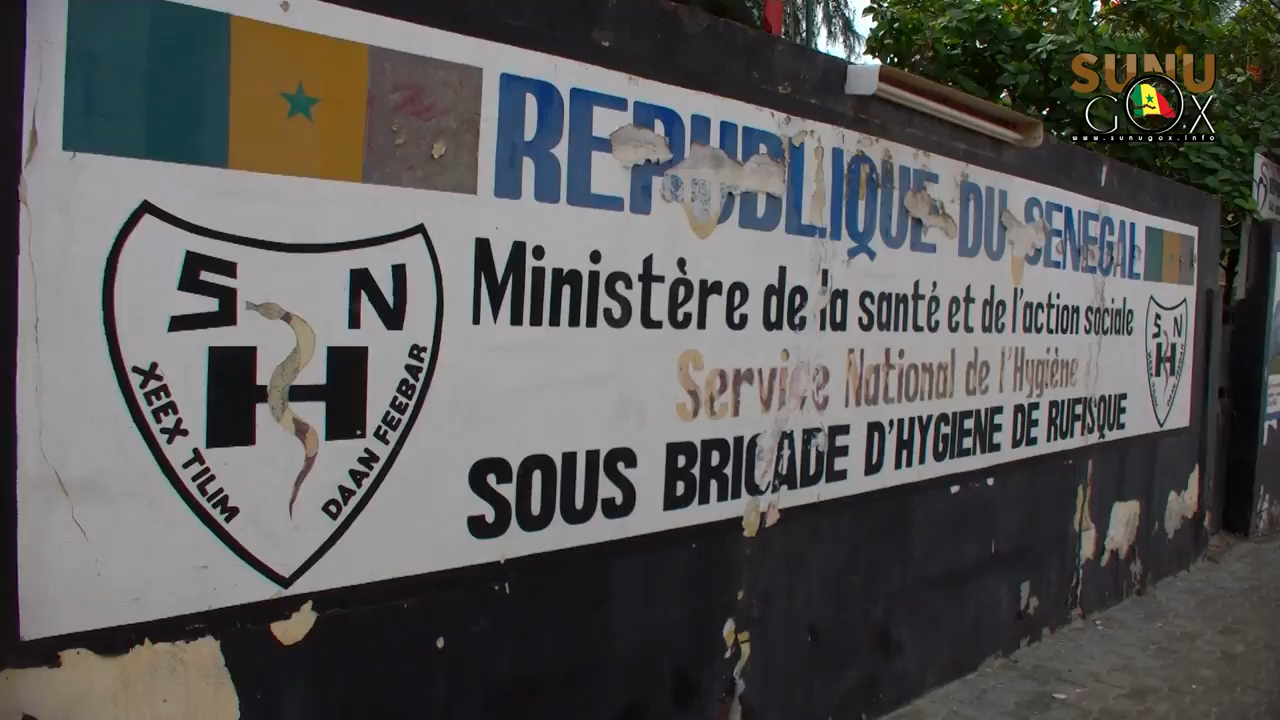 SUNU
GOX
www.sunugox.info
REPUBLIQUE DU SENEGAL
Ministère de la santé et de l'action sociale
Service National de l'Hygiène
SOUS BRIGADE D'HYGIENE DE RUFISQUE
S N
H
XEEX TILIM
DAAN FEEBAR
S N
H